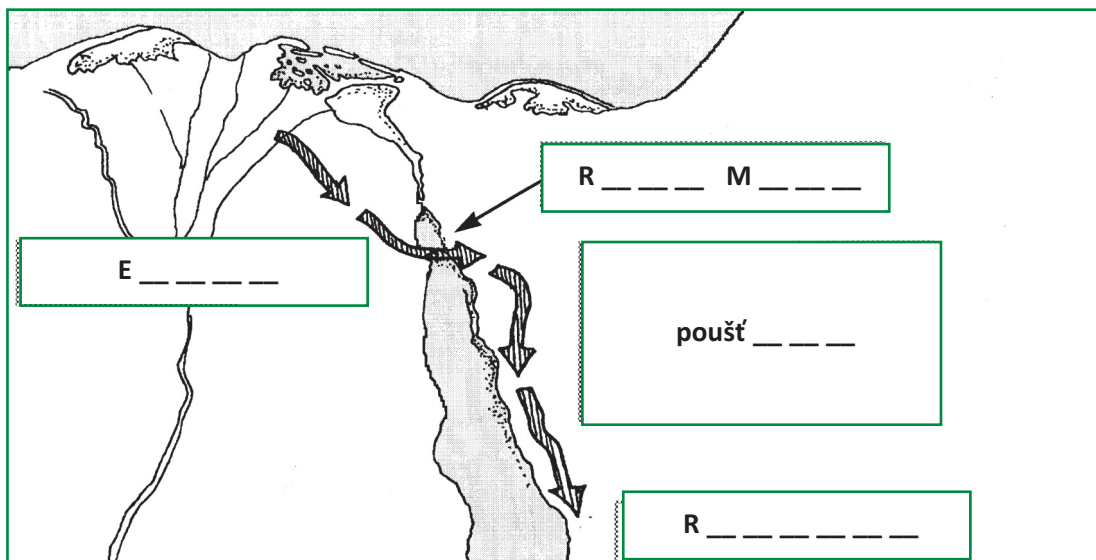 R __ __ __ M __ __ __
E __ __ __ __
poušť __ __ __
R __ __ __ __ __ __